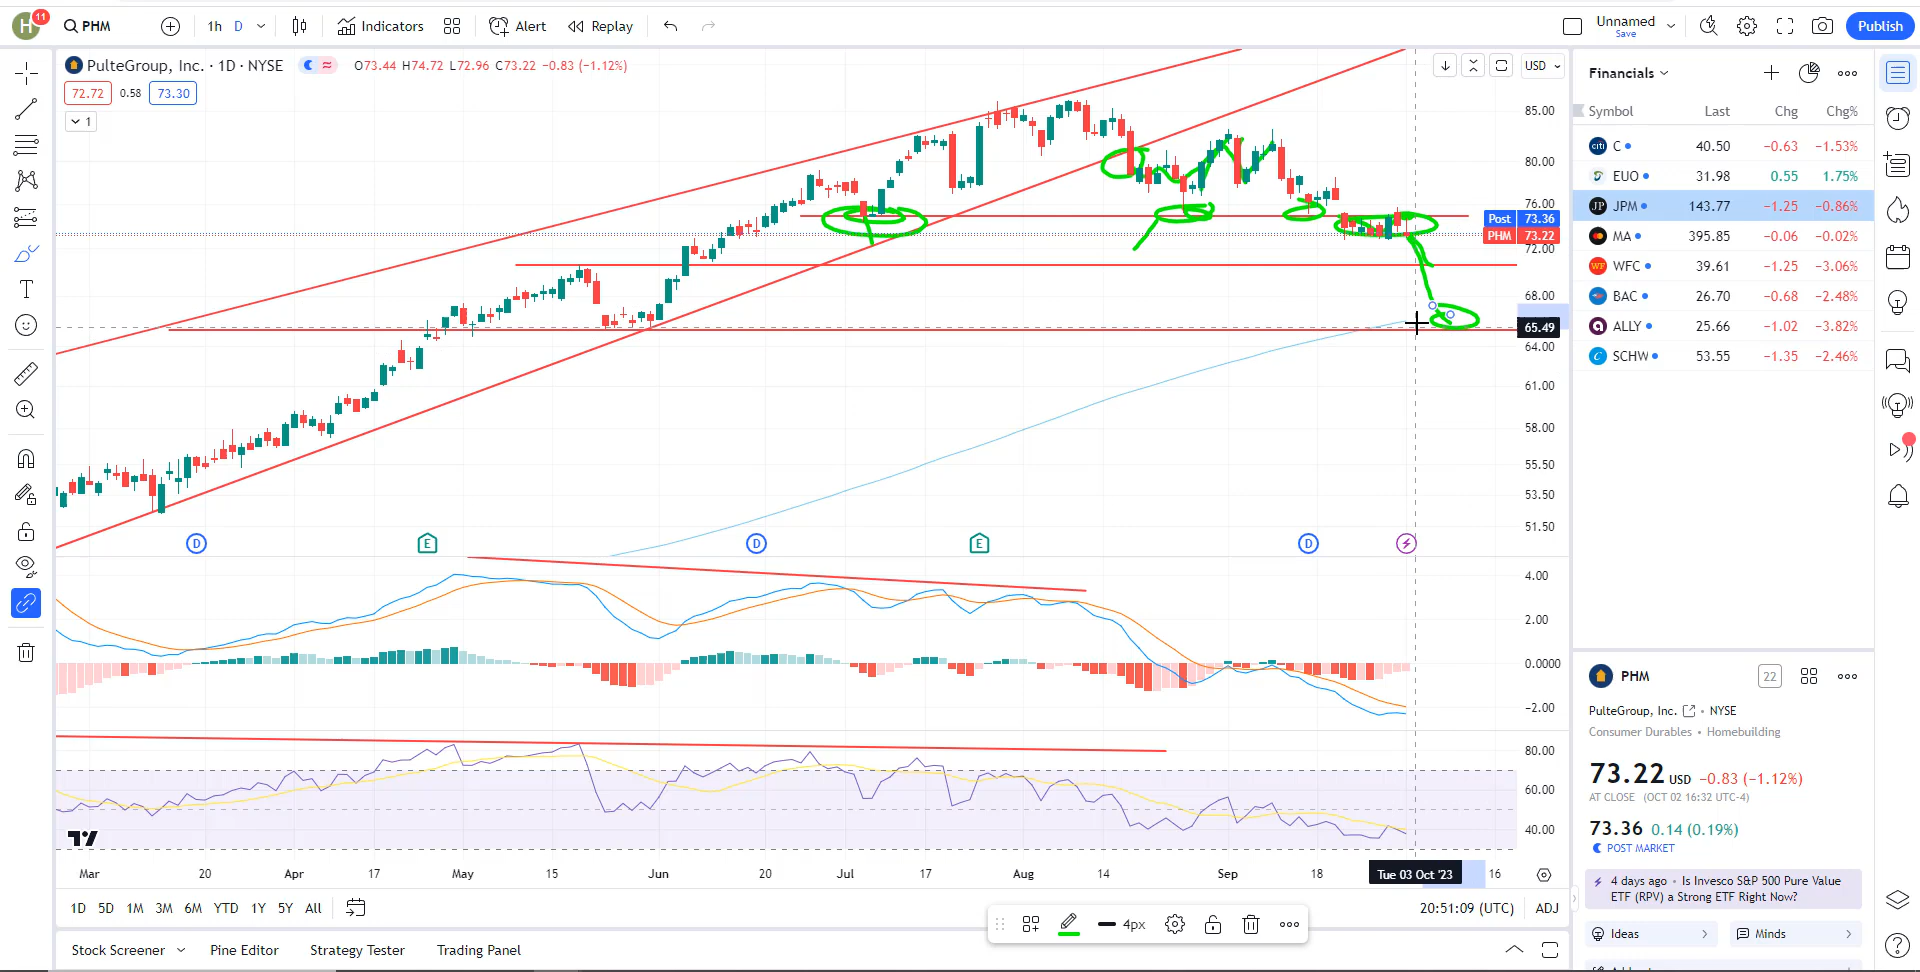 H 11 PHM 1h D Indicators Alert Replay Unnamed Save Publish
PulteGroup, Inc. · 1D · NYSE O73.44 H74.72 L72.96 C73.22 −0.83 (−1.12%) USD
72.72 0.58 73.30
1
85.00
80.00
76.00
Post 73.36
PHM 73.22
72.00
68.00
65.49
64.00
61.00
58.00
55.50
53.50
51.50
D E D E D
4.00
2.00
0.0000
−2.00
80.00
60.00
40.00
Mar 20 Apr 17 May 15 Jun 20 Jul 17 Aug 14 Sep 18 Tue 03 Oct '23 16
1D 5D 1M 3M 6M YTD 1Y 5Y All 20:51:09 (UTC) ADJ
4px
Stock Screener Pine Editor Strategy Tester Trading Panel
Financials
Symbol Last Chg Chg%
citi C 40.50 −0.63 −1.53%
EUO 31.98 0.55 1.75%
JP JPM 143.77 −1.25 −0.86%
MA 395.85 −0.06 −0.02%
WF WFC 39.61 −1.25 −3.06%
BAC 26.70 −0.68 −2.48%
ALLY 25.66 −1.02 −3.82%
SCHW 53.55 −1.35 −2.46%
PHM 22
PulteGroup, Inc. • NYSE
Consumer Durables • Homebuilding
73.22 USD −0.83 (−1.12%)
AT CLOSE (OCT 02 16:32 UTC-4)
73.36 0.14 (0.19%)
POST MARKET
4 days ago • Is Invesco S&P 500 Pure Value
ETF (RPV) a Strong ETF Right Now?
Ideas Minds